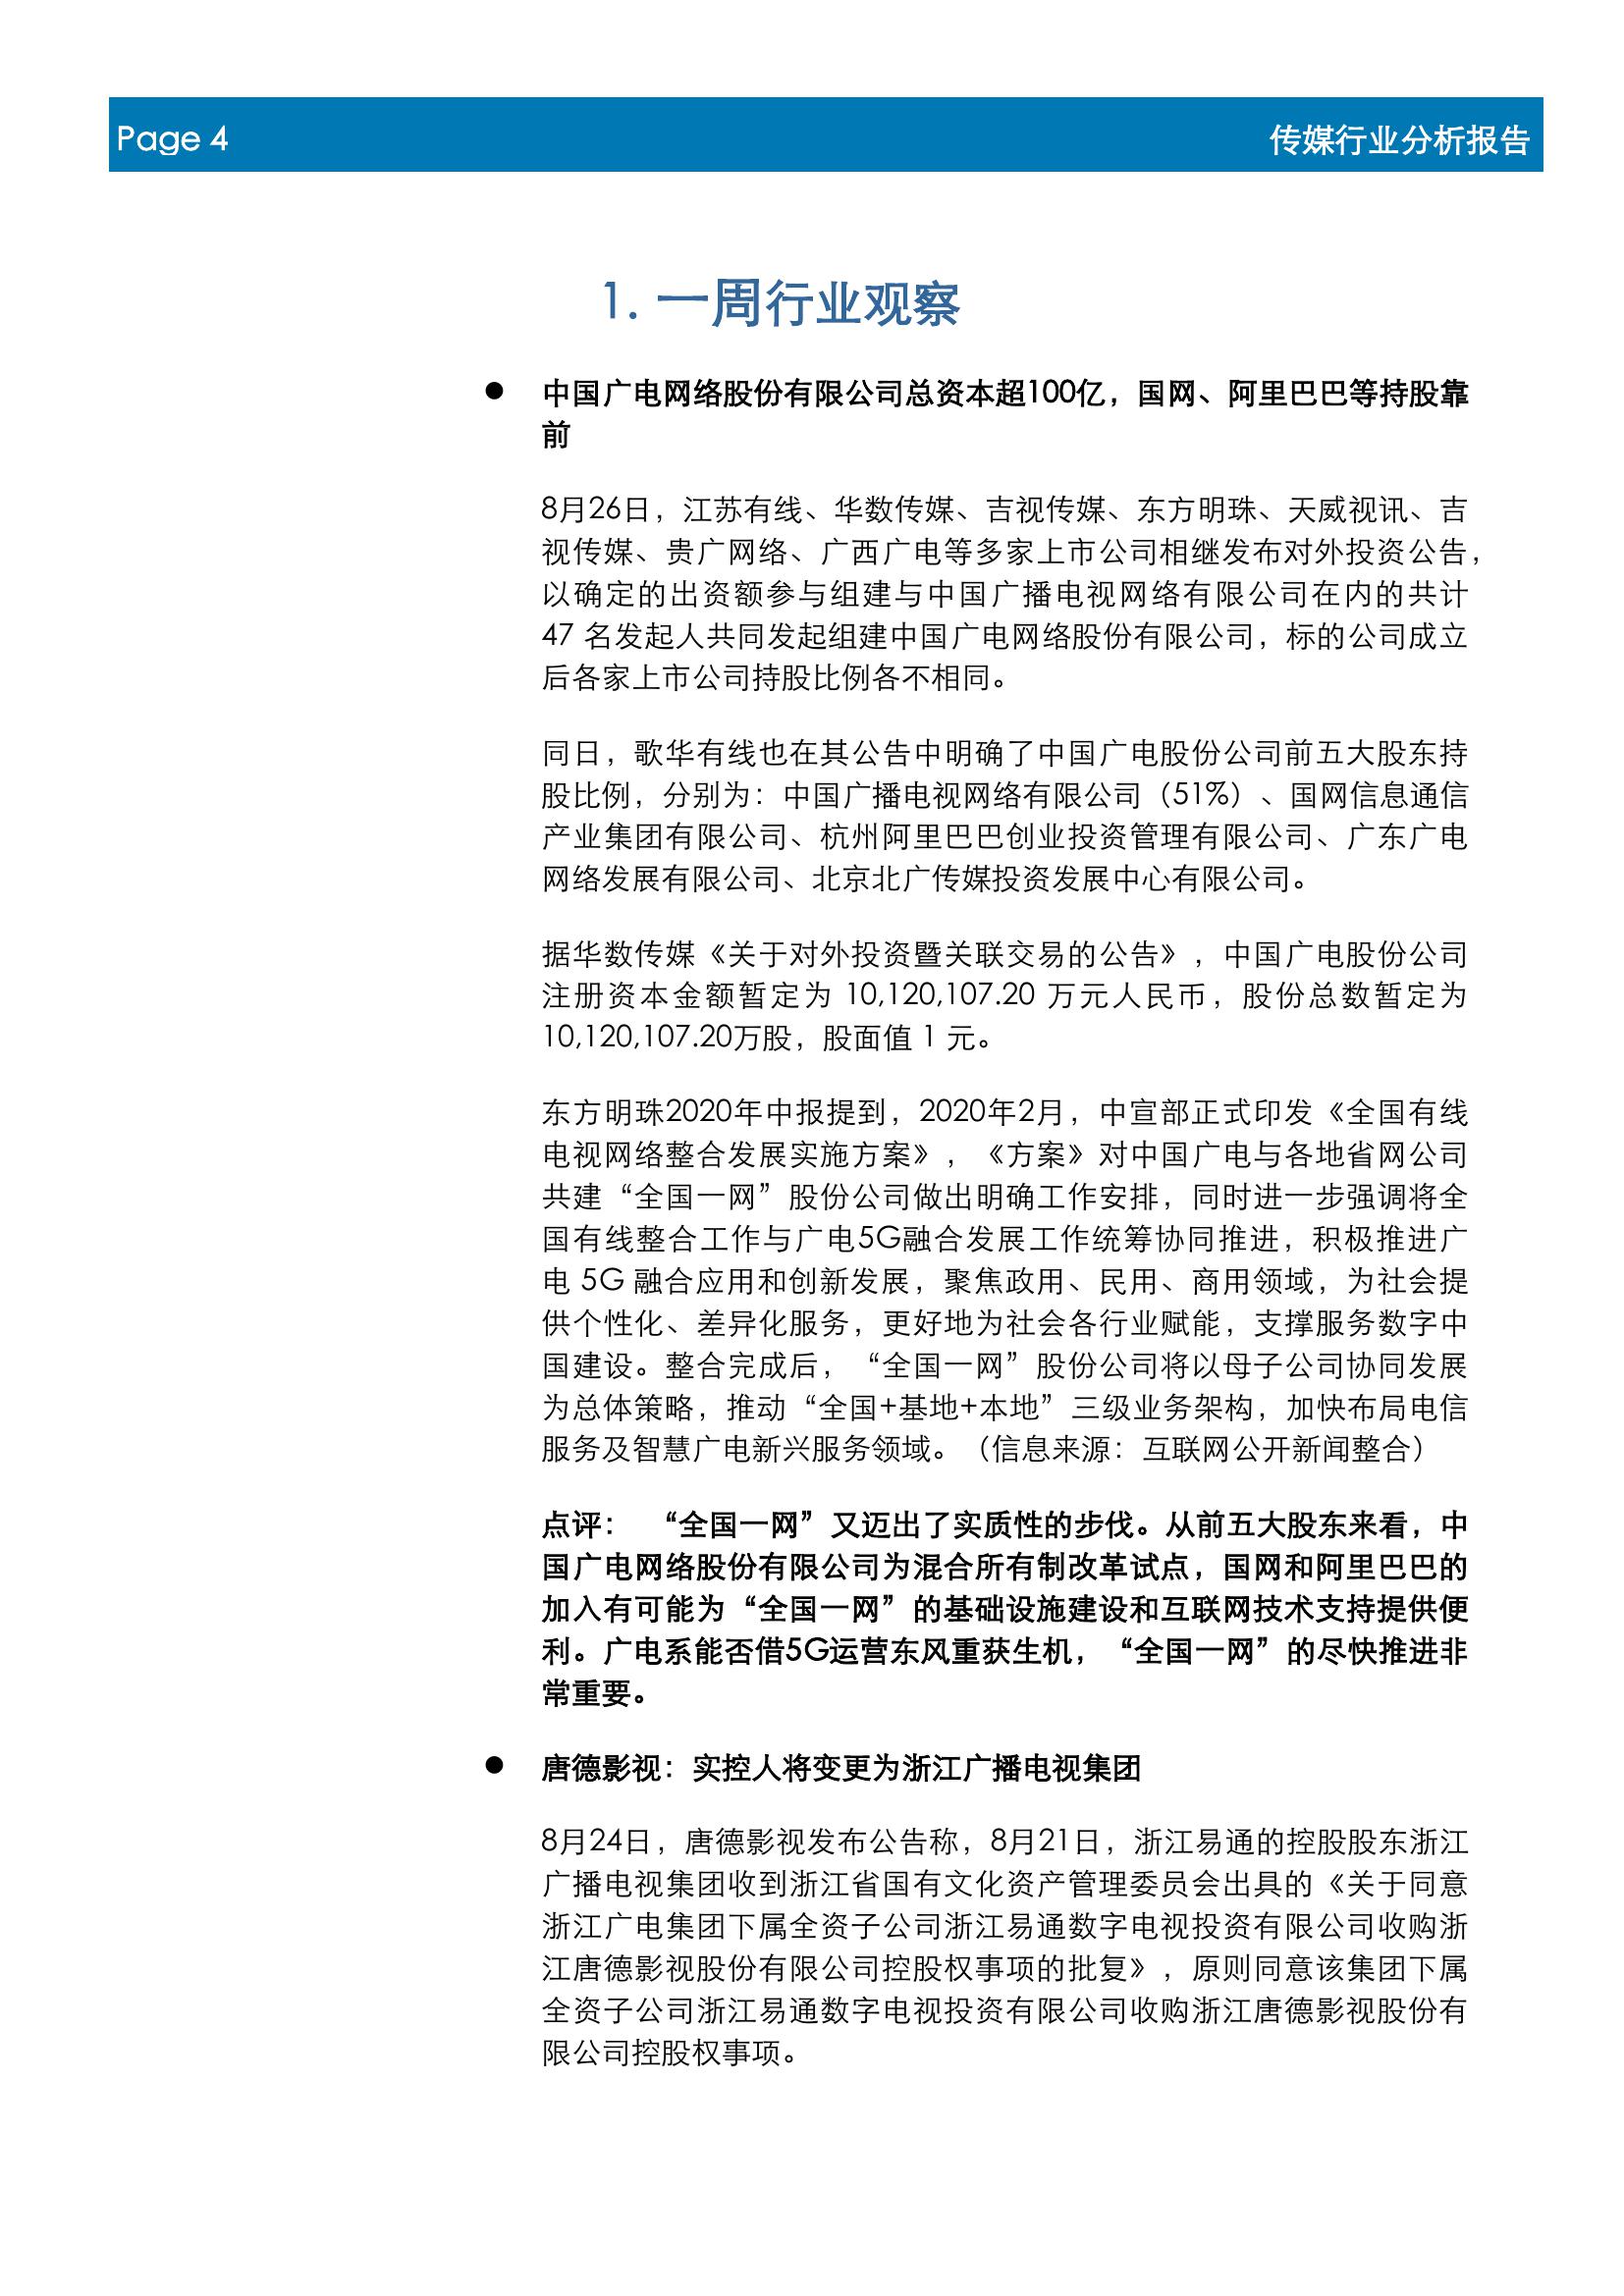 Page 4
传媒行业分析报告
1. 一周行业观察
● 中国广电网络股份有限公司总资本超100亿，国网、阿里巴巴等持股靠
前
8月26日，江苏有线、华数传媒、吉视传媒、东方明珠、天威视讯、吉
视传媒、贵广网络、广西广电等多家上市公司相继发布对外投资公告，
以确定的出资额参与组建与中国广播电视网络有限公司在内的共计
47 名发起人共同发起组建中国广电网络股份有限公司，标的公司成立
后各家上市公司持股比例各不相同。
同日，歌华有线也在其公告中明确了中国广电股份公司前五大股东持
股比例，分别为：中国广播电视网络有限公司（51%）、国网信息通信
产业集团有限公司、杭州阿里巴巴创业投资管理有限公司、广东广电
网络发展有限公司、北京北广传媒投资发展中心有限公司。
据华数传媒《关于对外投资暨关联交易的公告》，中国广电股份公司
注册资本金额暂定为 10,120,107.20 万元人民币，股份总数暂定为
10,120,107.20万股，股面值 1 元。
东方明珠2020年中报提到，2020年2月，中宣部正式印发《全国有线
电视网络整合发展实施方案》，《方案》对中国广电与各地省网公司
共建“全国一网”股份公司做出明确工作安排，同时进一步强调将全
国有线整合工作与广电5G融合发展工作统筹协同推进，积极推进广
电 5G 融合应用和创新发展，聚焦政用、民用、商用领域，为社会提
供个性化、差异化服务，更好地为社会各行业赋能，支撑服务数字中
国建设。整合完成后，“全国一网”股份公司将以母子公司协同发展
为总体策略，推动“全国+基地+本地”三级业务架构，加快布局电信
服务及智慧广电新兴服务领域。（信息来源：互联网公开新闻整合）
点评： “全国一网”又迈出了实质性的步伐。从前五大股东来看，中
国广电网络股份有限公司为混合所有制改革试点，国网和阿里巴巴的
加入有可能为“全国一网”的基础设施建设和互联网技术支持提供便
利。广电系能否借5G运营东风重获生机，“全国一网”的尽快推进非
常重要。
● 唐德影视：实控人将变更为浙江广播电视集团
8月24日，唐德影视发布公告称，8月21日，浙江易通的控股股东浙江
广播电视集团收到浙江省国有文化资产管理委员会出具的《关于同意
浙江广电集团下属全资子公司浙江易通数字电视投资有限公司收购浙
江唐德影视股份有限公司控股权事项的批复》，原则同意该集团下属
全资子公司浙江易通数字电视投资有限公司收购浙江唐德影视股份有
限公司控股权事项。